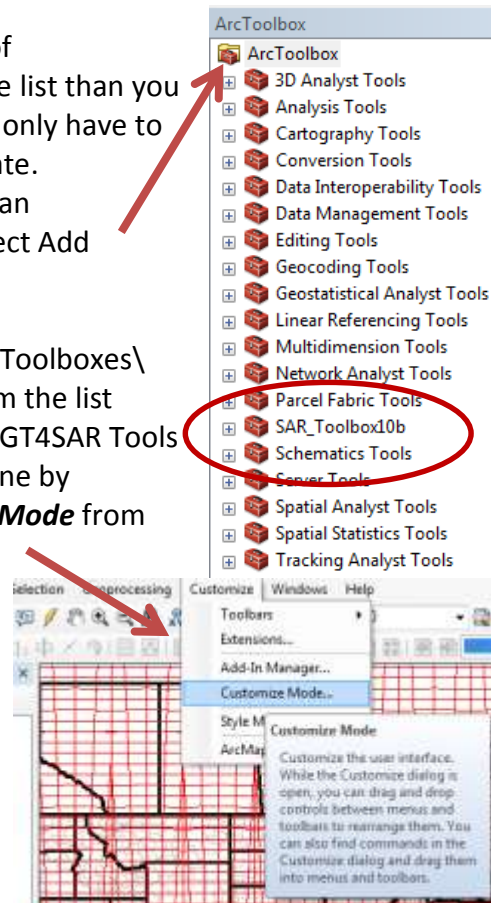 of
e list than you
only have to
te.
an
ect Add
Toolboxes\
m the list
GT4SAR Tools
ne by
Mode from
ArcToolbox
ArcToolbox
3D Analyst Tools
Analysis Tools
Cartography Tools
Conversion Tools
Data Interoperability Tools
Data Management Tools
Editing Tools
Geocoding Tools
Geostatistical Analyst Tools
Linear Referencing Tools
Multidimension Tools
Network Analyst Tools
Parcel Fabric Tools
SAR_Toolbox10b
Schematics Tools
Server Tools
Spatial Analyst Tools
Spatial Statistics Tools
Tracking Analyst Tools
Selection Geoprocessing Customize Windows Help
Toolbars
Extensions...
Add-In Manager...
Customize Mode...
Style M
ArcMap
Customize Mode
Customize the user interface.
While the Customize dialog is
open, you can drag and drop
controls between menus and
toolbars to rearrange them. You
can also find commands in the
Customize dialog and drag them
into menus and toolbars.